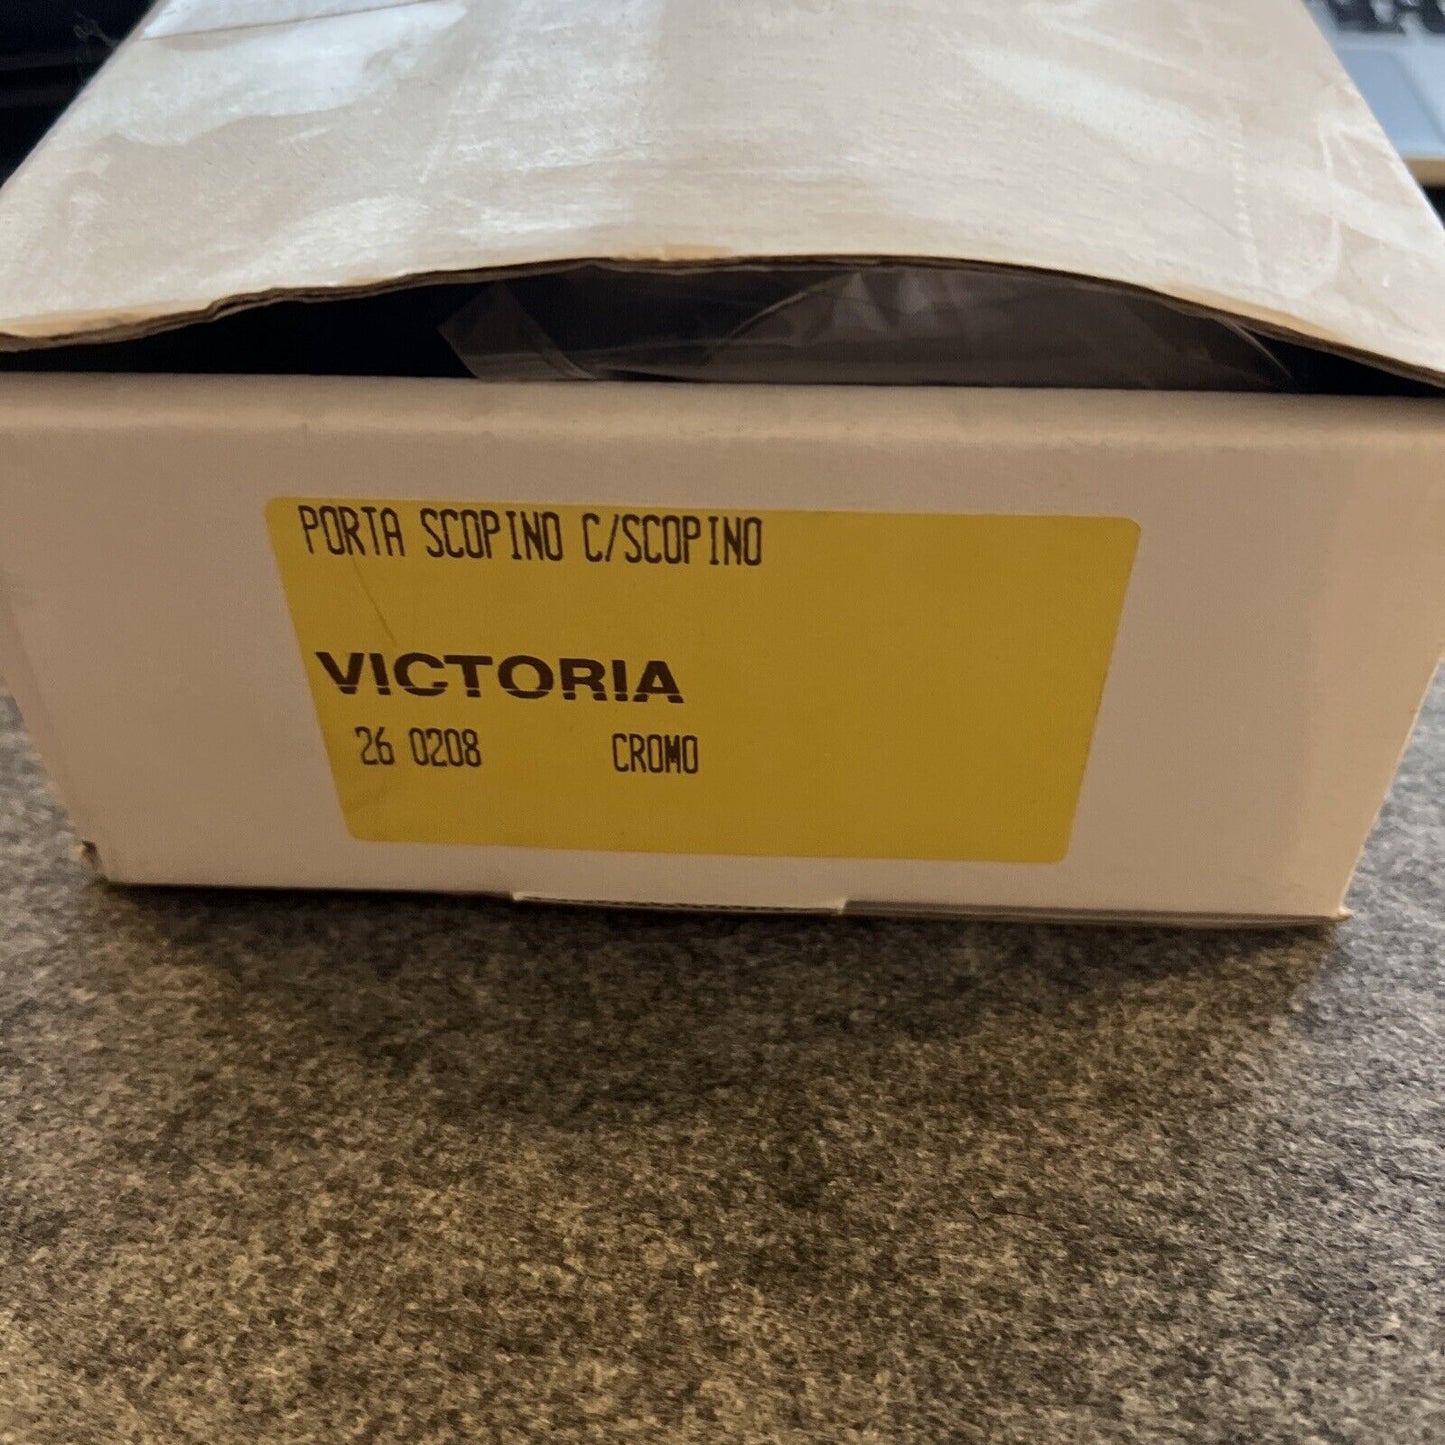 PORTA SCOPINO C/SCOPINO
VICTORIA
26 0208 CROMO